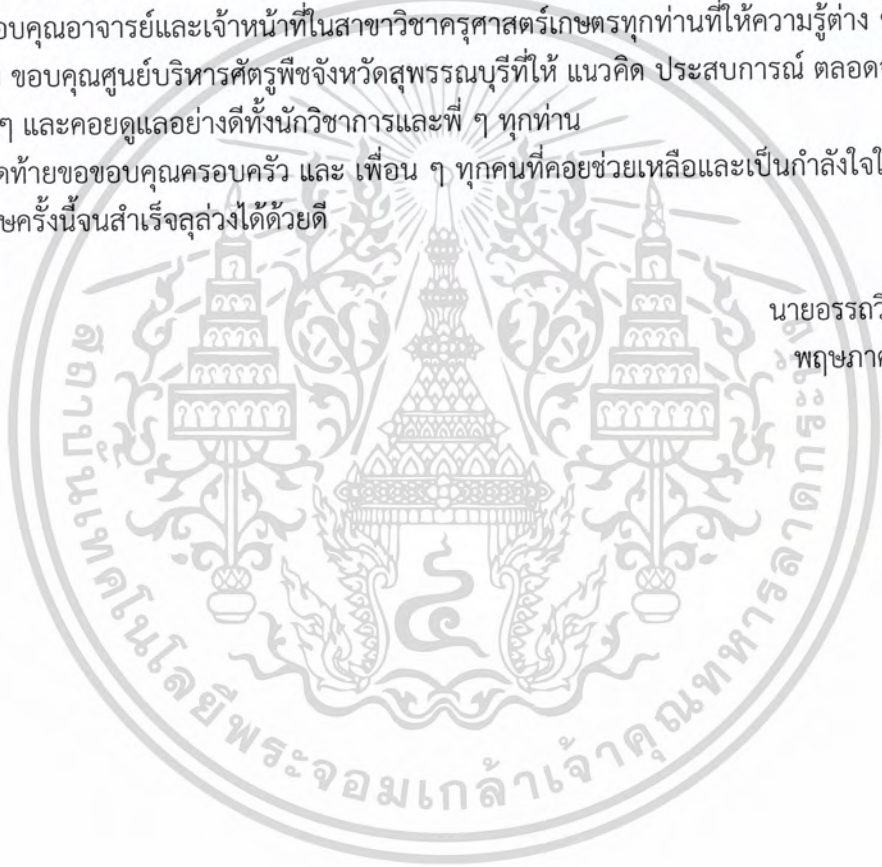 อบคุณอาจารย์และเจ้าหน้าที่ในสาขาวิชาครุศาสตร์เกษตรทุกท่านที่ให้ความรู้ต่าง
ขอบคุณศูนย์บริหารศัตรูพืชจังหวัดสุพรรณบุรีที่ให้ แนวคิด ประสบการณ์ ตลอด
ๆ และคอยดูแลอย่างดีทั้งนักวิชาการและพี่ ๆ ทุกท่าน
ดท้ายขอขอบคุณครอบครัว และ เพื่อน ๆ ทุกคนที่คอยช่วยเหลือและเป็นกำลังใจใ
ษครั้งนี้จนสำเร็จลุล่วงได้ด้วยดี
นายอรรถวิ
พฤษภาค
สถาบันเทคโนโลยีพระจอมเกล้าเจ้าคุณทหารลาดกระบัง